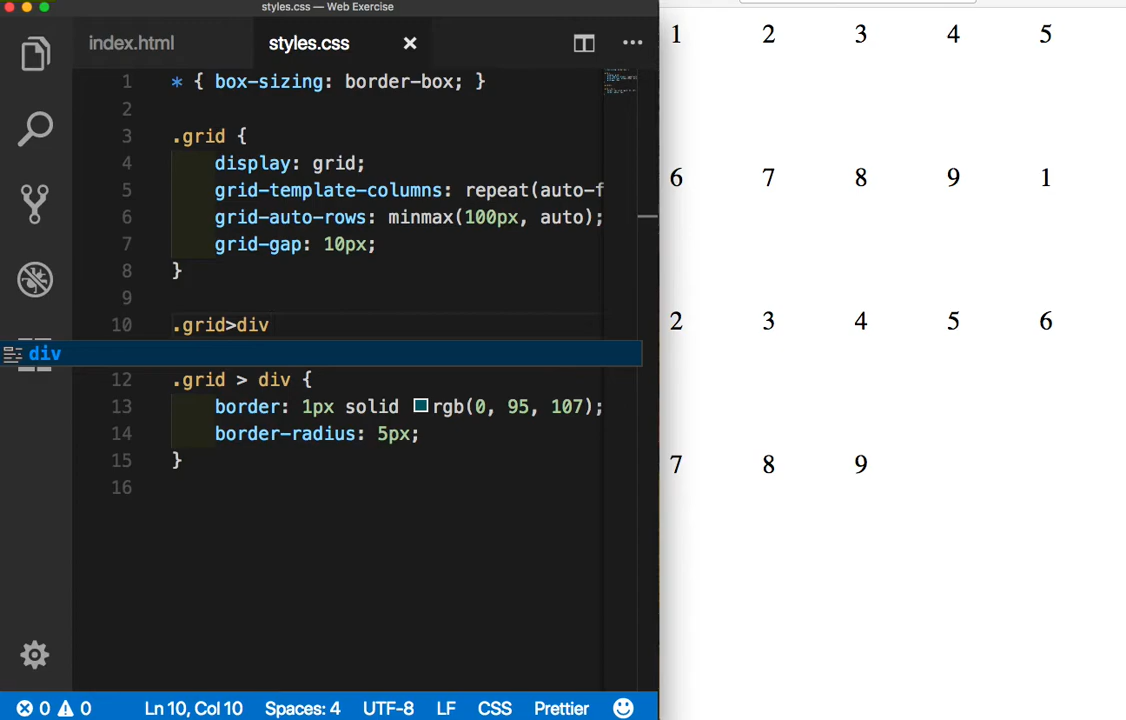 styles.css — Web Exercise
index.html styles.css
1 * { box-sizing: border-box; }
2
3 .grid {
4 display: grid;
5 grid-template-columns: repeat(auto-f
6 grid-auto-rows: minmax(100px, auto);
7 grid-gap: 10px;
8 }
9
10 .grid>div
div
12 .grid > div {
13 border: 1px solid rgb(0, 95, 107);
14 border-radius: 5px;
15 }
16
0 0 Ln 10, Col 10 Spaces: 4 UTF-8 LF CSS Prettier
1 2 3 4 5
6 7 8 9 1
2 3 4 5 6
7 8 9